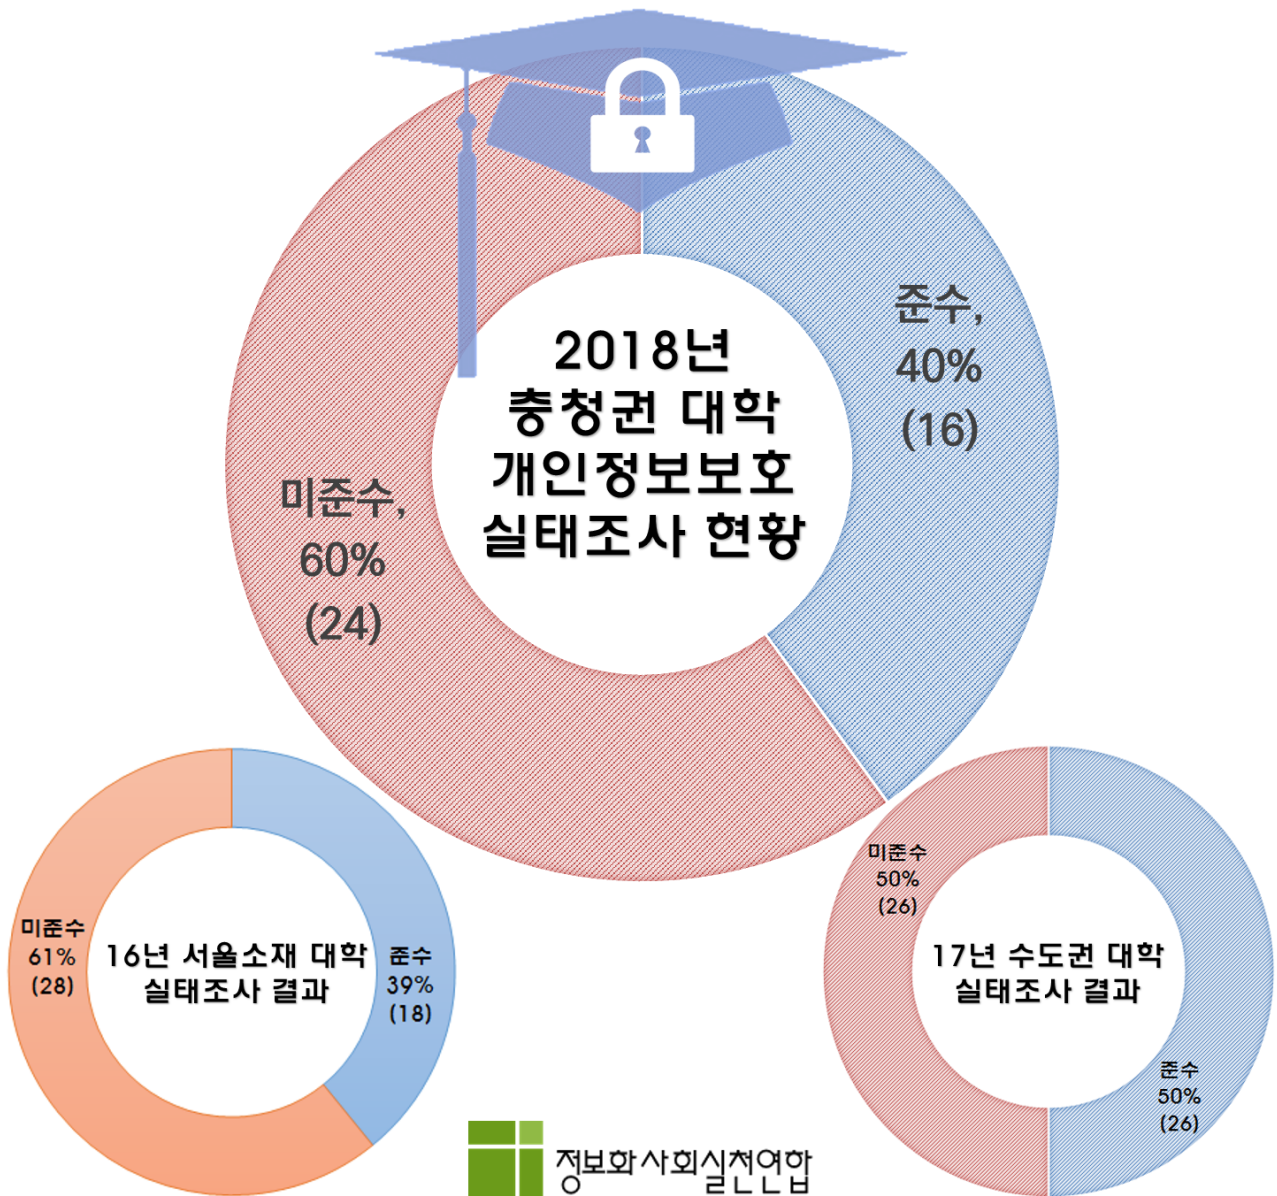 2018년
충청권 대학
개인정보보호
실태조사 현황
준수,
40%
(16)
미준수,
60%
(24)
16년 서울소재 대학
실태조사 결과
미준수
61%
(28)
준수
39%
(18)
17년 수도권 대학
실태조사 결과
미준수
50%
(26)
준수
50%
(26)
정보화사회실천연합